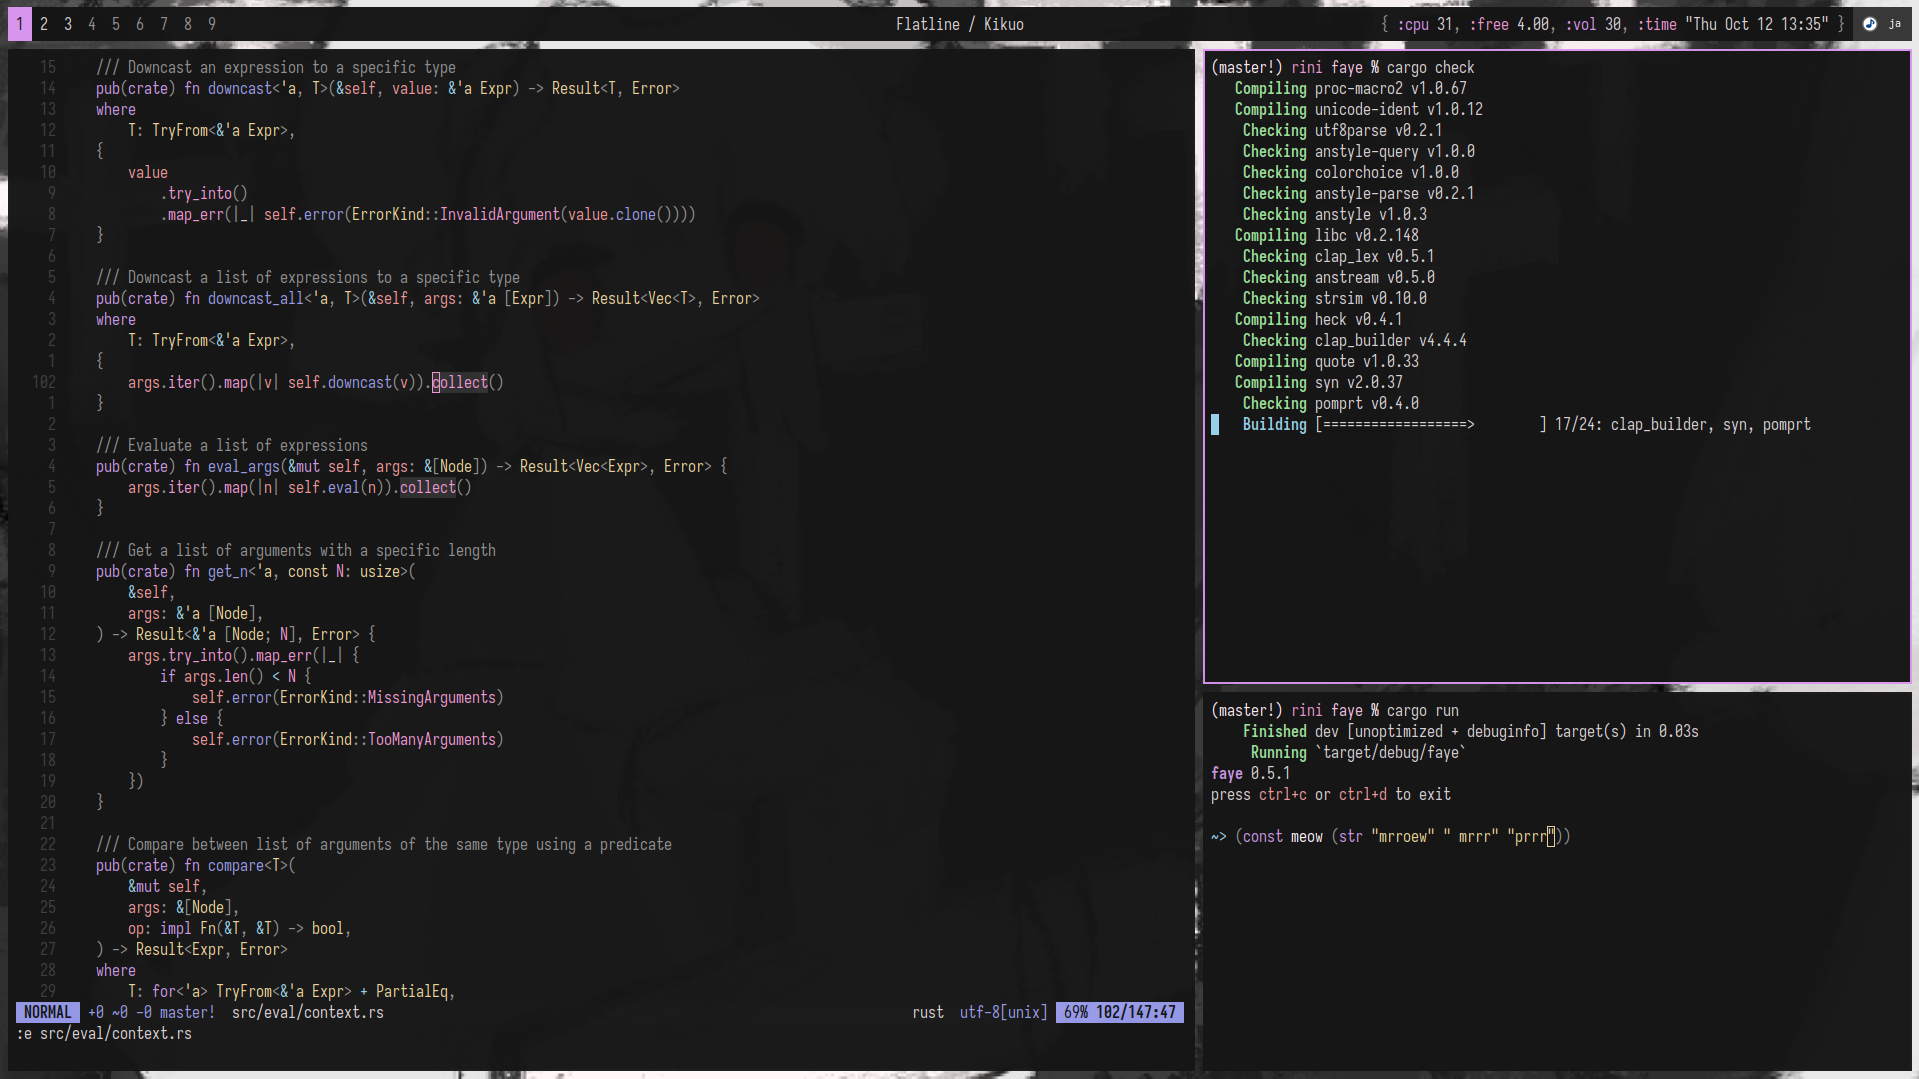 1 2 3 4 5 6 7 8 9
Flatline / Kikuo
{ :cpu 31, :free 4.00, :vol 30, :time "Thu Oct 12 13:35" }
ja
15 /// Downcast an expression to a specific type
14 pub(crate) fn downcast<'a, T>(&self, value: &'a Expr) -> Result<T, Error>
13 where
12 T: TryFrom<&'a Expr>,
11 {
10 value
9 .try_into()
8 .map_err(|_| self.error(ErrorKind::InvalidArgument(value.clone())))
7 }
6
5 /// Downcast a list of expressions to a specific type
4 pub(crate) fn downcast_all<'a, T>(&self, args: &'a [Expr]) -> Result<Vec<T>, Error>
3 where
2 T: TryFrom<&'a Expr>,
1 {
102 args.iter().map(|v| self.downcast(v)).collect()
1 }
2
3 /// Evaluate a list of expressions
4 pub(crate) fn eval_args(&mut self, args: &[Node]) -> Result<Vec<Expr>, Error> {
5 args.iter().map(|n| self.eval(n)).collect()
6 }
7
8 /// Get a list of arguments with a specific length
9 pub(crate) fn get_n<'a, const N: usize>(
10 &self,
11 args: &'a [Node],
12 ) -> Result<&'a [Node; N], Error> {
13 args.try_into().map_err(|_| {
14 if args.len() < N {
15 self.error(ErrorKind::MissingArguments)
16 } else {
17 self.error(ErrorKind::TooManyArguments)
18 }
19 })
20 }
21
22 /// Compare between list of arguments of the same type using a predicate
23 pub(crate) fn compare<T>(
24 &mut self,
25 args: &[Node],
26 op: impl Fn(&T, &T) -> bool,
27 ) -> Result<Expr, Error>
28 where
29 T: for<'a> TryFrom<&'a Expr> + PartialEq,
NORMAL +0 ~0 -0 master! src/eval/context.rs rust utf-8[unix] 69% 102/147:47
:e src/eval/context.rs
(master!) rini faye % cargo check
Compiling proc-macro2 v1.0.67
Compiling unicode-ident v1.0.12
Checking utf8parse v0.2.1
Checking anstyle-query v1.0.0
Checking colorchoice v1.0.0
Checking anstyle-parse v0.2.1
Checking anstyle v1.0.3
Compiling libc v0.2.148
Checking clap_lex v0.5.1
Checking anstream v0.5.0
Checking strsim v0.10.0
Compiling heck v0.4.1
Checking clap_builder v4.4.4
Compiling quote v1.0.33
Compiling syn v2.0.37
Checking pomprt v0.4.0
Building [==================>        ] 17/24: clap_builder, syn, pomprt
(master!) rini faye % cargo run
Finished dev [unoptimized + debuginfo] target(s) in 0.03s
Running `target/debug/faye`
faye 0.5.1
press ctrl+c or ctrl+d to exit
~> (const meow (str "mrroew" " mrrr" "prrr"))